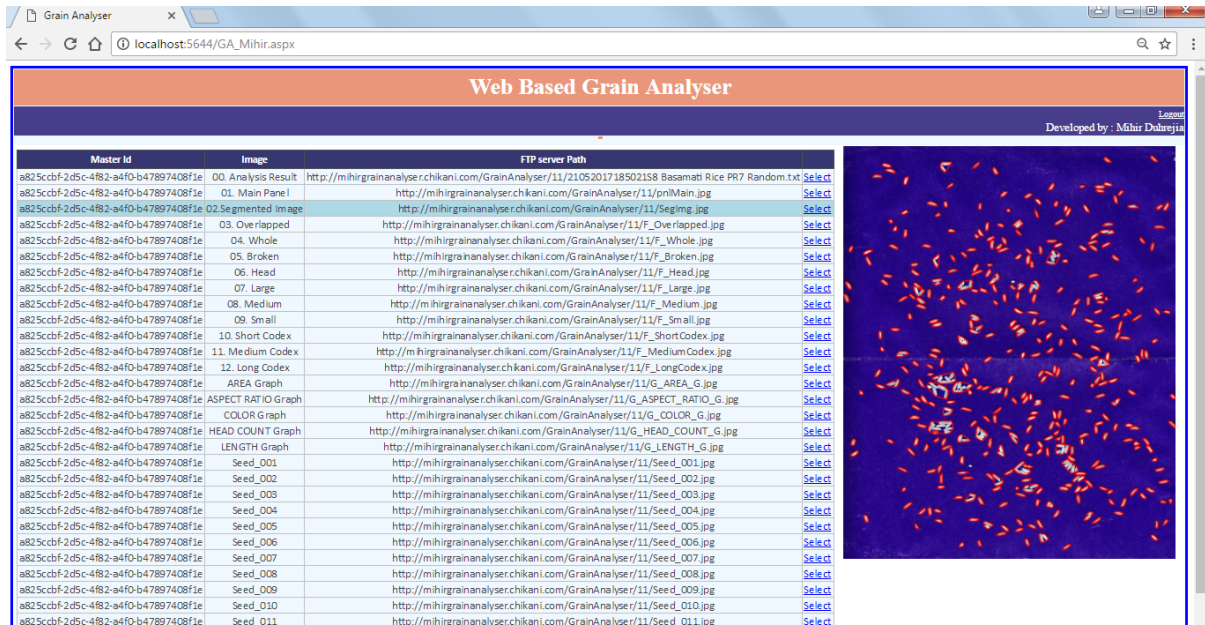 Grain Analyser
localhost:5644/GA_Mihir.aspx
Web Based Grain Analyser
Logout
Developed by : Mihir Duhrejia
Master Id Image FTP server Path
a825ccbf-2d5c-4f82-a4f0-b47897408f1e 00. Analysis Result http://mihirgrainanalyser.chikani.com/GrainAnalyser/11/21052017185021S8 Basamati Rice PR7 Random.txt Select
a825ccbf-2d5c-4f82-a4f0-b47897408f1e 01. Main Panel http://mihirgrainanalyser.chikani.com/GrainAnalyser/11/pnlMain.jpg Select
a825ccbf-2d5c-4f82-a4f0-b47897408f1e 02.Segmented Image http://mihirgrainanalyser.chikani.com/GrainAnalyser/11/SegImg.jpg Select
a825ccbf-2d5c-4f82-a4f0-b47897408f1e 03. Overlapped http://mihirgrainanalyser.chikani.com/GrainAnalyser/11/F_Overlapped.jpg Select
a825ccbf-2d5c-4f82-a4f0-b47897408f1e 04. Whole http://mihirgrainanalyser.chikani.com/GrainAnalyser/11/F_Whole.jpg Select
a825ccbf-2d5c-4f82-a4f0-b47897408f1e 05. Broken http://mihirgrainanalyser.chikani.com/GrainAnalyser/11/F_Broken.jpg Select
a825ccbf-2d5c-4f82-a4f0-b47897408f1e 06. Head http://mihirgrainanalyser.chikani.com/GrainAnalyser/11/F_Head.jpg Select
a825ccbf-2d5c-4f82-a4f0-b47897408f1e 07. Large http://mihirgrainanalyser.chikani.com/GrainAnalyser/11/F_Large.jpg Select
a825ccbf-2d5c-4f82-a4f0-b47897408f1e 08. Medium http://mihirgrainanalyser.chikani.com/GrainAnalyser/11/F_Medium.jpg Select
a825ccbf-2d5c-4f82-a4f0-b47897408f1e 09. Small http://mihirgrainanalyser.chikani.com/GrainAnalyser/11/F_Small.jpg Select
a825ccbf-2d5c-4f82-a4f0-b47897408f1e 10. Short Codex http://mihirgrainanalyser.chikani.com/GrainAnalyser/11/F_ShortCodex.jpg Select
a825ccbf-2d5c-4f82-a4f0-b47897408f1e 11. Medium Codex http://mihirgrainanalyser.chikani.com/GrainAnalyser/11/F_MediumCodex.jpg Select
a825ccbf-2d5c-4f82-a4f0-b47897408f1e 12. Long Codex http://mihirgrainanalyser.chikani.com/GrainAnalyser/11/F_LongCodex.jpg Select
a825ccbf-2d5c-4f82-a4f0-b47897408f1e AREA Graph http://mihirgrainanalyser.chikani.com/GrainAnalyser/11/G_AREA_G.jpg Select
a825ccbf-2d5c-4f82-a4f0-b47897408f1e ASPECT RATIO Graph http://mihirgrainanalyser.chikani.com/GrainAnalyser/11/G_ASPECT_RATIO_G.jpg Select
a825ccbf-2d5c-4f82-a4f0-b47897408f1e COLOR Graph http://mihirgrainanalyser.chikani.com/GrainAnalyser/11/G_COLOR_G.jpg Select
a825ccbf-2d5c-4f82-a4f0-b47897408f1e HEAD COUNT Graph http://mihirgrainanalyser.chikani.com/GrainAnalyser/11/G_HEAD_COUNT_G.jpg Select
a825ccbf-2d5c-4f82-a4f0-b47897408f1e LENGTH Graph http://mihirgrainanalyser.chikani.com/GrainAnalyser/11/G_LENGTH_G.jpg Select
a825ccbf-2d5c-4f82-a4f0-b47897408f1e Seed_001 http://mihirgrainanalyser.chikani.com/GrainAnalyser/11/Seed_001.jpg Select
a825ccbf-2d5c-4f82-a4f0-b47897408f1e Seed_002 http://mihirgrainanalyser.chikani.com/GrainAnalyser/11/Seed_002.jpg Select
a825ccbf-2d5c-4f82-a4f0-b47897408f1e Seed_003 http://mihirgrainanalyser.chikani.com/GrainAnalyser/11/Seed_003.jpg Select
a825ccbf-2d5c-4f82-a4f0-b47897408f1e Seed_004 http://mihirgrainanalyser.chikani.com/GrainAnalyser/11/Seed_004.jpg Select
a825ccbf-2d5c-4f82-a4f0-b47897408f1e Seed_005 http://mihirgrainanalyser.chikani.com/GrainAnalyser/11/Seed_005.jpg Select
a825ccbf-2d5c-4f82-a4f0-b47897408f1e Seed_006 http://mihirgrainanalyser.chikani.com/GrainAnalyser/11/Seed_006.jpg Select
a825ccbf-2d5c-4f82-a4f0-b47897408f1e Seed_007 http://mihirgrainanalyser.chikani.com/GrainAnalyser/11/Seed_007.jpg Select
a825ccbf-2d5c-4f82-a4f0-b47897408f1e Seed_008 http://mihirgrainanalyser.chikani.com/GrainAnalyser/11/Seed_008.jpg Select
a825ccbf-2d5c-4f82-a4f0-b47897408f1e Seed_009 http://mihirgrainanalyser.chikani.com/GrainAnalyser/11/Seed_009.jpg Select
a825ccbf-2d5c-4f82-a4f0-b47897408f1e Seed_010 http://mihirgrainanalyser.chikani.com/GrainAnalyser/11/Seed_010.jpg Select
a825ccbf-2d5c-4f82-a4f0-b47897408f1e Seed_011 http://mihirgrainanalyser.chikani.com/GrainAnalyser/11/Seed_011.jpg Select